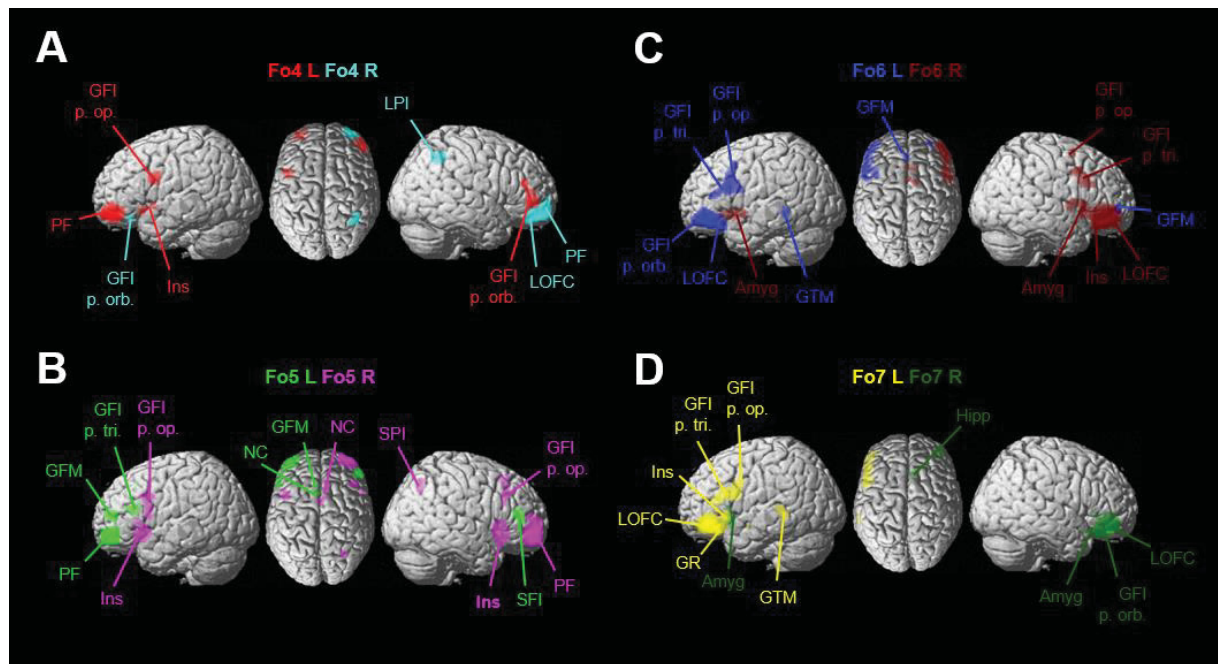 A
Fo4 L Fo4 R
GFI
p. op.
LPI
PF
GFI
p. orb.
Ins
GFI
p. orb.
LOFC
PF
C
Fo6 L Fo6 R
GFI
p. tri.
GFI
p. op.
GFM
GFI
p. op.
GFI
p. tri.
GFI
p. orb.
LOFC
Amyg
GTM
Amyg
Ins
LOFC
GFM
B
Fo5 L Fo5 R
GFI
p. tri.
GFI
p. op.
GFM
NC
GFM
NC
SPI
GFI
p. op.
PF
Ins
Ins
SFI
PF
D
Fo7 L Fo7 R
GFI
p. tri.
GFI
p. op.
Ins
LOFC
GR
Amyg
GTM
Hipp
Amyg
GFI
p. orb.
LOFC